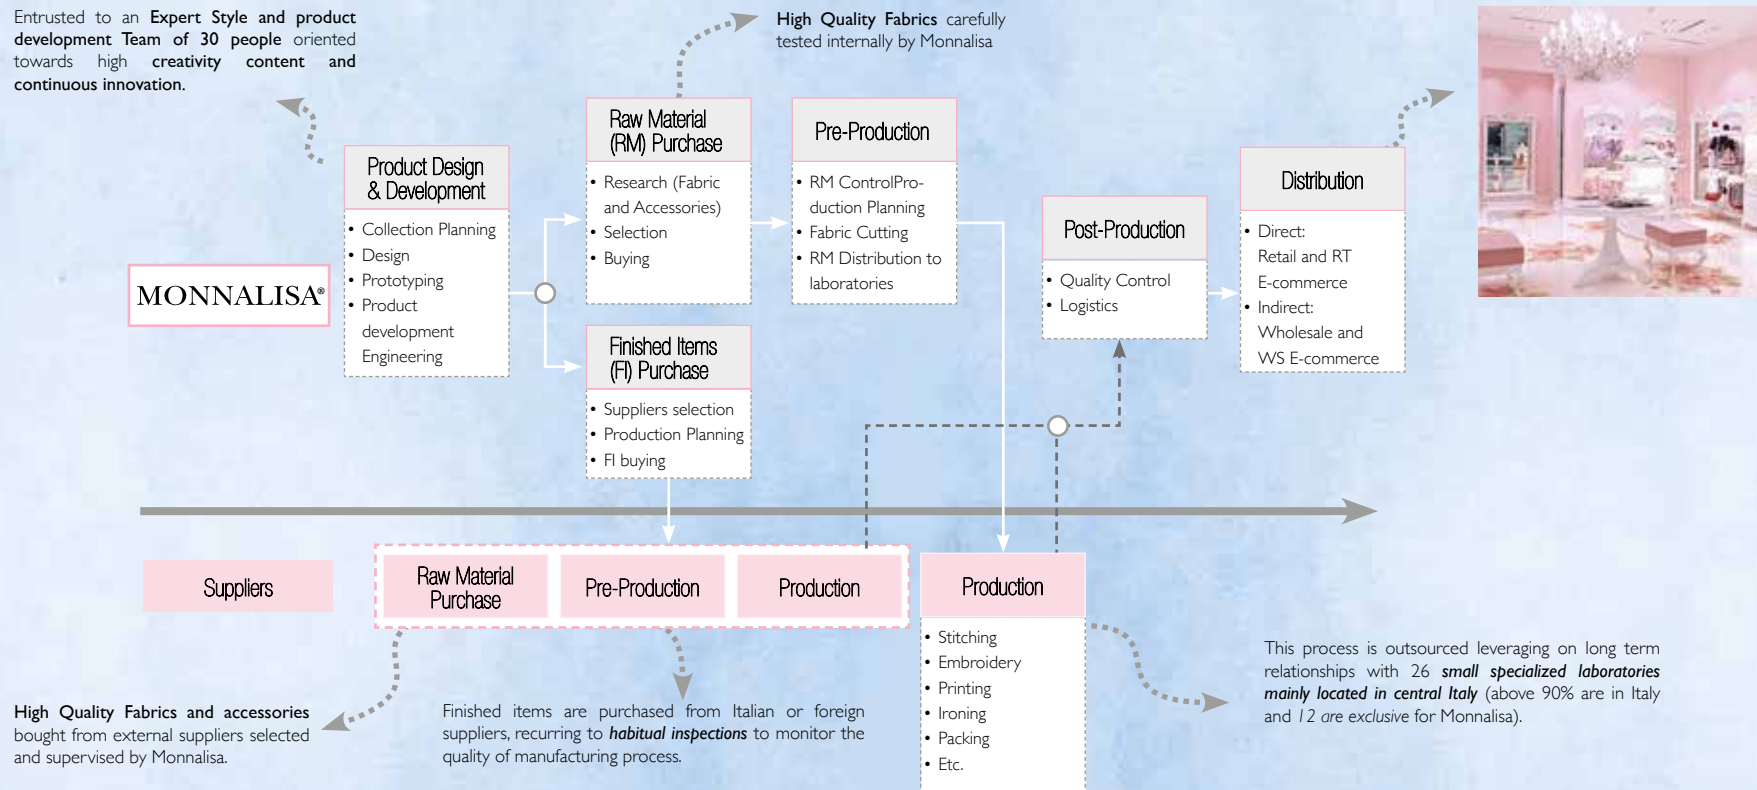 Entrusted to an Expert Style and product
development Team of 30 people oriented
towards high creativity content and
continuous innovation.
High Quality Fabrics carefully
tested internally by Monnalisa
MONNALISA®
Product Design
& Development
• Collection Planning
• Design
• Prototyping
• Product
development
Engineering
Raw Material
(RM) Purchase
• Research (Fabric
and Accessories)
• Selection
• Buying
Pre-Production
• RM ControlPro-
duction Planning
• Fabric Cutting
• RM Distribution to
laboratories
Finished Items
(FI) Purchase
• Suppliers selection
• Production Planning
• FI buying
Post-Production
• Quality Control
• Logistics
Distribution
• Direct:
Retail and RT
E-commerce
• Indirect:
Wholesale and
WS E-commerce
Suppliers
Raw Material
Purchase
Pre-Production
Production
Production
• Stitching
• Embroidery
• Printing
• Ironing
• Packing
• Etc.
High Quality Fabrics and accessories
bought from external suppliers selected
and supervised by Monnalisa.
Finished items are purchased from Italian or foreign
suppliers, recurring to habitual inspections to monitor the
quality of manufacturing process.
This process is outsourced leveraging on long term
relationships with 26 small specialized laboratories
mainly located in central Italy (above 90% are in Italy
and 12 are exclusive for Monnalisa).